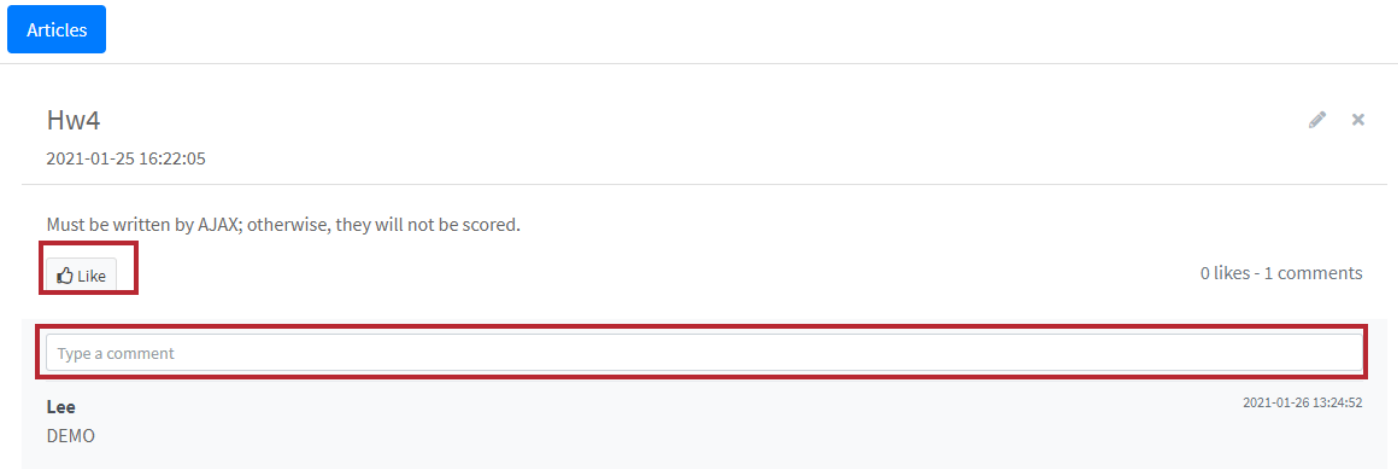 Articles
Hw4
2021-01-25 16:22:05
Must be written by AJAX; otherwise, they will not be scored.
Like
0 likes - 1 comments
Type a comment
Lee
2021-01-26 13:24:52
DEMO